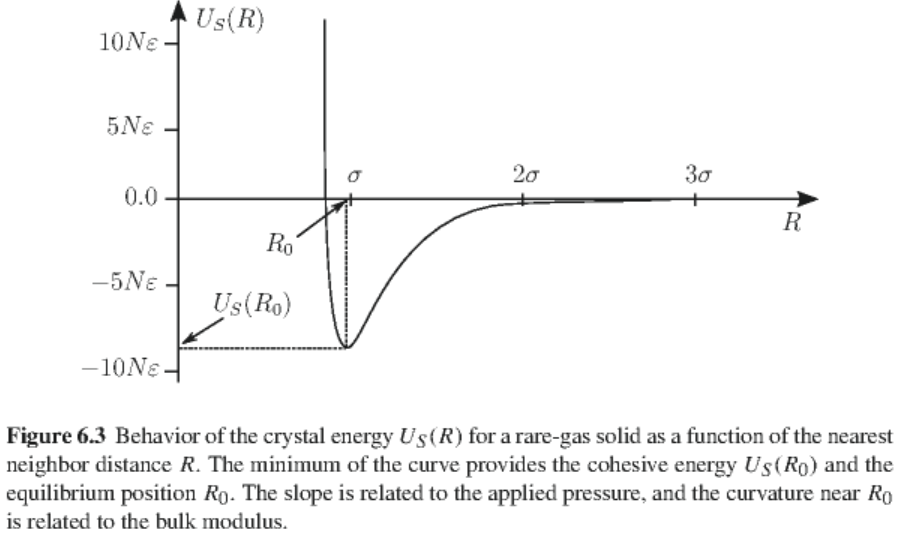 U_S(R)
10Nε
5Nε
0.0
σ
2σ
3σ
R
R_0
−5Nε
U_S(R_0)
−10Nε
Figure 6.3 Behavior of the crystal energy U_S(R) for a rare-gas solid as a function of the nearest
neighbor distance R. The minimum of the curve provides the cohesive energy U_S(R_0) and the
equilibrium position R_0. The slope is related to the applied pressure, and the curvature near R_0
is related to the bulk modulus.